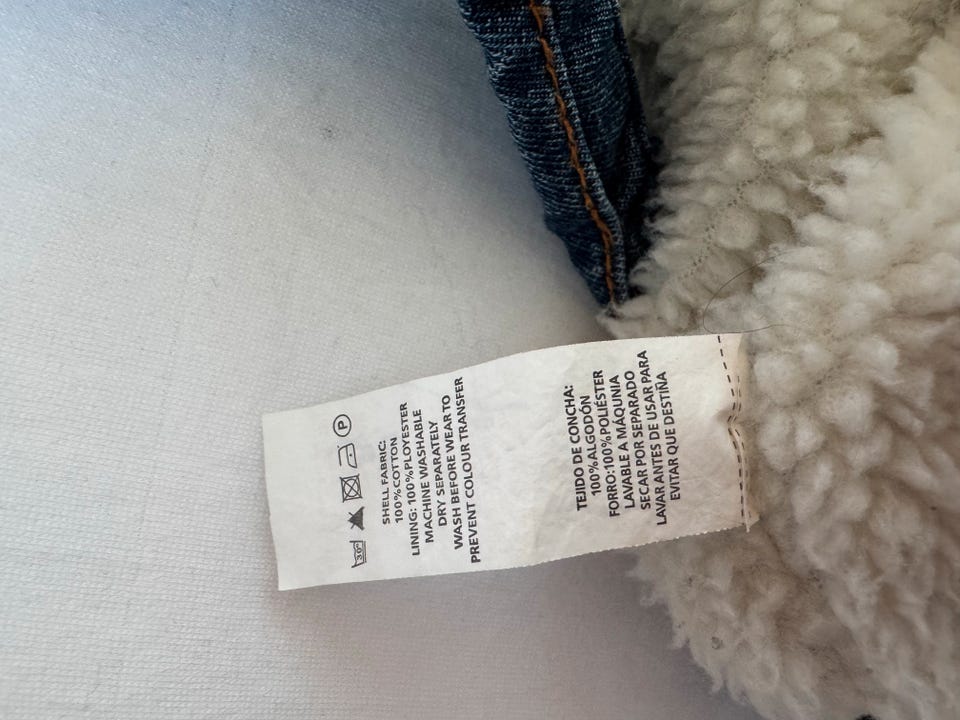 30°
P
SHELL FABRIC:
100%COTTON
LINING: 100%PLOYESTER
MACHINE WASHABLE
DRY SEPARATELY
WASH BEFORE WEAR TO
PREVENT COLOUR TRANSFER
TEJIDO DE CONCHA:
100%ALGODÓN
FORRO:100%POLIÉSTER
LAVABLE A MÁQUNIA
SECAR POR SEPARADO
LAVAR ANTES DE USAR PARA
EVITAR QUE DESTIÑA